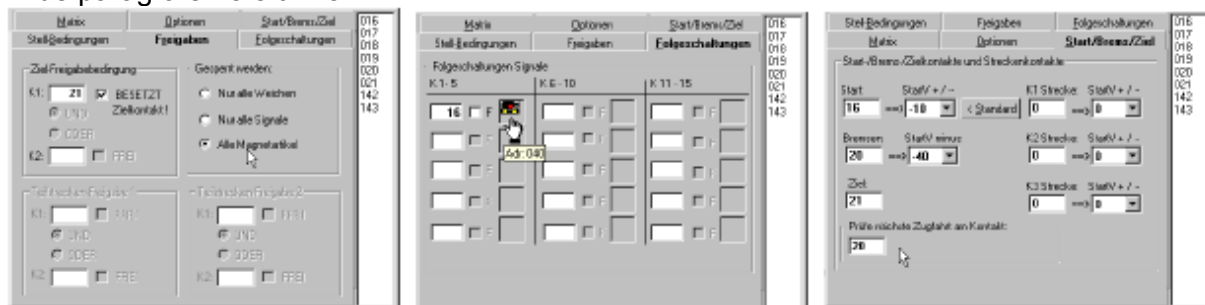 Matrix Optionen Start/Brems/Ziel
Stell-Bedingungen Freigaben Folgeschaltungen
Ziel-Freigabebedingung
K1: 21 BESETZT
Zielkontakt!
UND
ODER
K2: FREI
Gesperrt werden:
Nur alle Weichen
Nur alle Signale
Alle Magnetartikel
Teilstrecken-Freigabe 1
K1: FREI
UND
ODER
K2: FREI
Teilstrecken-Freigabe 2
K1: FREI
UND
ODER
K2: FREI
016
017
018
019
020
021
142
143
Matrix Optionen Start/Brems/Ziel
Stell-Bedingungen Freigaben Folgeschaltungen
Folgeschaltungen Signale
K 1- 5 K 6 - 10 K 11 - 15
16 F F F
Adr: 040
F F F
F F F
F F F
F F F
016
017
018
019
020
021
142
143
Stell-Bedingungen Freigaben Folgeschaltungen
Matrix Optionen Start/Brems/Ziel
Start-/Brems-/Zielkontakte und Streckenkontakte
Start StartV + / - K1 Strecke: StartV + / -
16 ==> -10 < Standard 0 ==> 0
Bremsen StartV minus K2 Strecke: StartV + / -
20 ==> -40 0 ==> 0
Ziel K3 Strecke: StartV + / -
21 0 ==> 0
Prüfe nächste Zugfahrt am Kontakt:
20
016
017
018
019
020
021
142
143